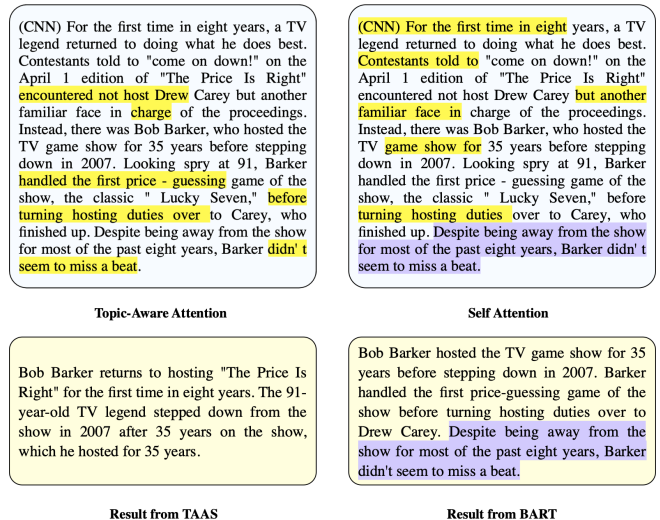 (CNN) For the first time in eight years, a TV
legend returned to doing what he does best.
Contestants told to "come on down!" on the
April 1 edition of "The Price Is Right"
encountered not host Drew Carey but another
familiar face in charge of the proceedings.
Instead, there was Bob Barker, who hosted the
TV game show for 35 years before stepping
down in 2007. Looking spry at 91, Barker
handled the first price - guessing game of the
show, the classic " Lucky Seven," before
turning hosting duties over to Carey, who
finished up. Despite being away from the show
for most of the past eight years, Barker didn' t
seem to miss a beat.
Topic-Aware Attention
(CNN) For the first time in eight years, a TV
legend returned to doing what he does best.
Contestants told to "come on down!" on the
April 1 edition of "The Price Is Right"
encountered not host Drew Carey but another
familiar face in charge of the proceedings.
Instead, there was Bob Barker, who hosted the
TV game show for 35 years before stepping
down in 2007. Looking spry at 91, Barker
handled the first price - guessing game of the
show, the classic " Lucky Seven," before
turning hosting duties over to Carey, who
finished up. Despite being away from the show
for most of the past eight years, Barker didn' t
seem to miss a beat.
Self Attention
Bob Barker returns to hosting "The Price Is
Right" for the first time in eight years. The 91-
year-old TV legend stepped down from the
show in 2007 after 35 years on the show,
which he hosted for 35 years.
Result from TAAS
Bob Barker hosted the TV game show for 35
years before stepping down in 2007. Barker
handled the first price-guessing game of the
show before turning hosting duties over to
Drew Carey. Despite being away from the
show for most of the past eight years, Barker
didn't seem to miss a beat.
Result from BART